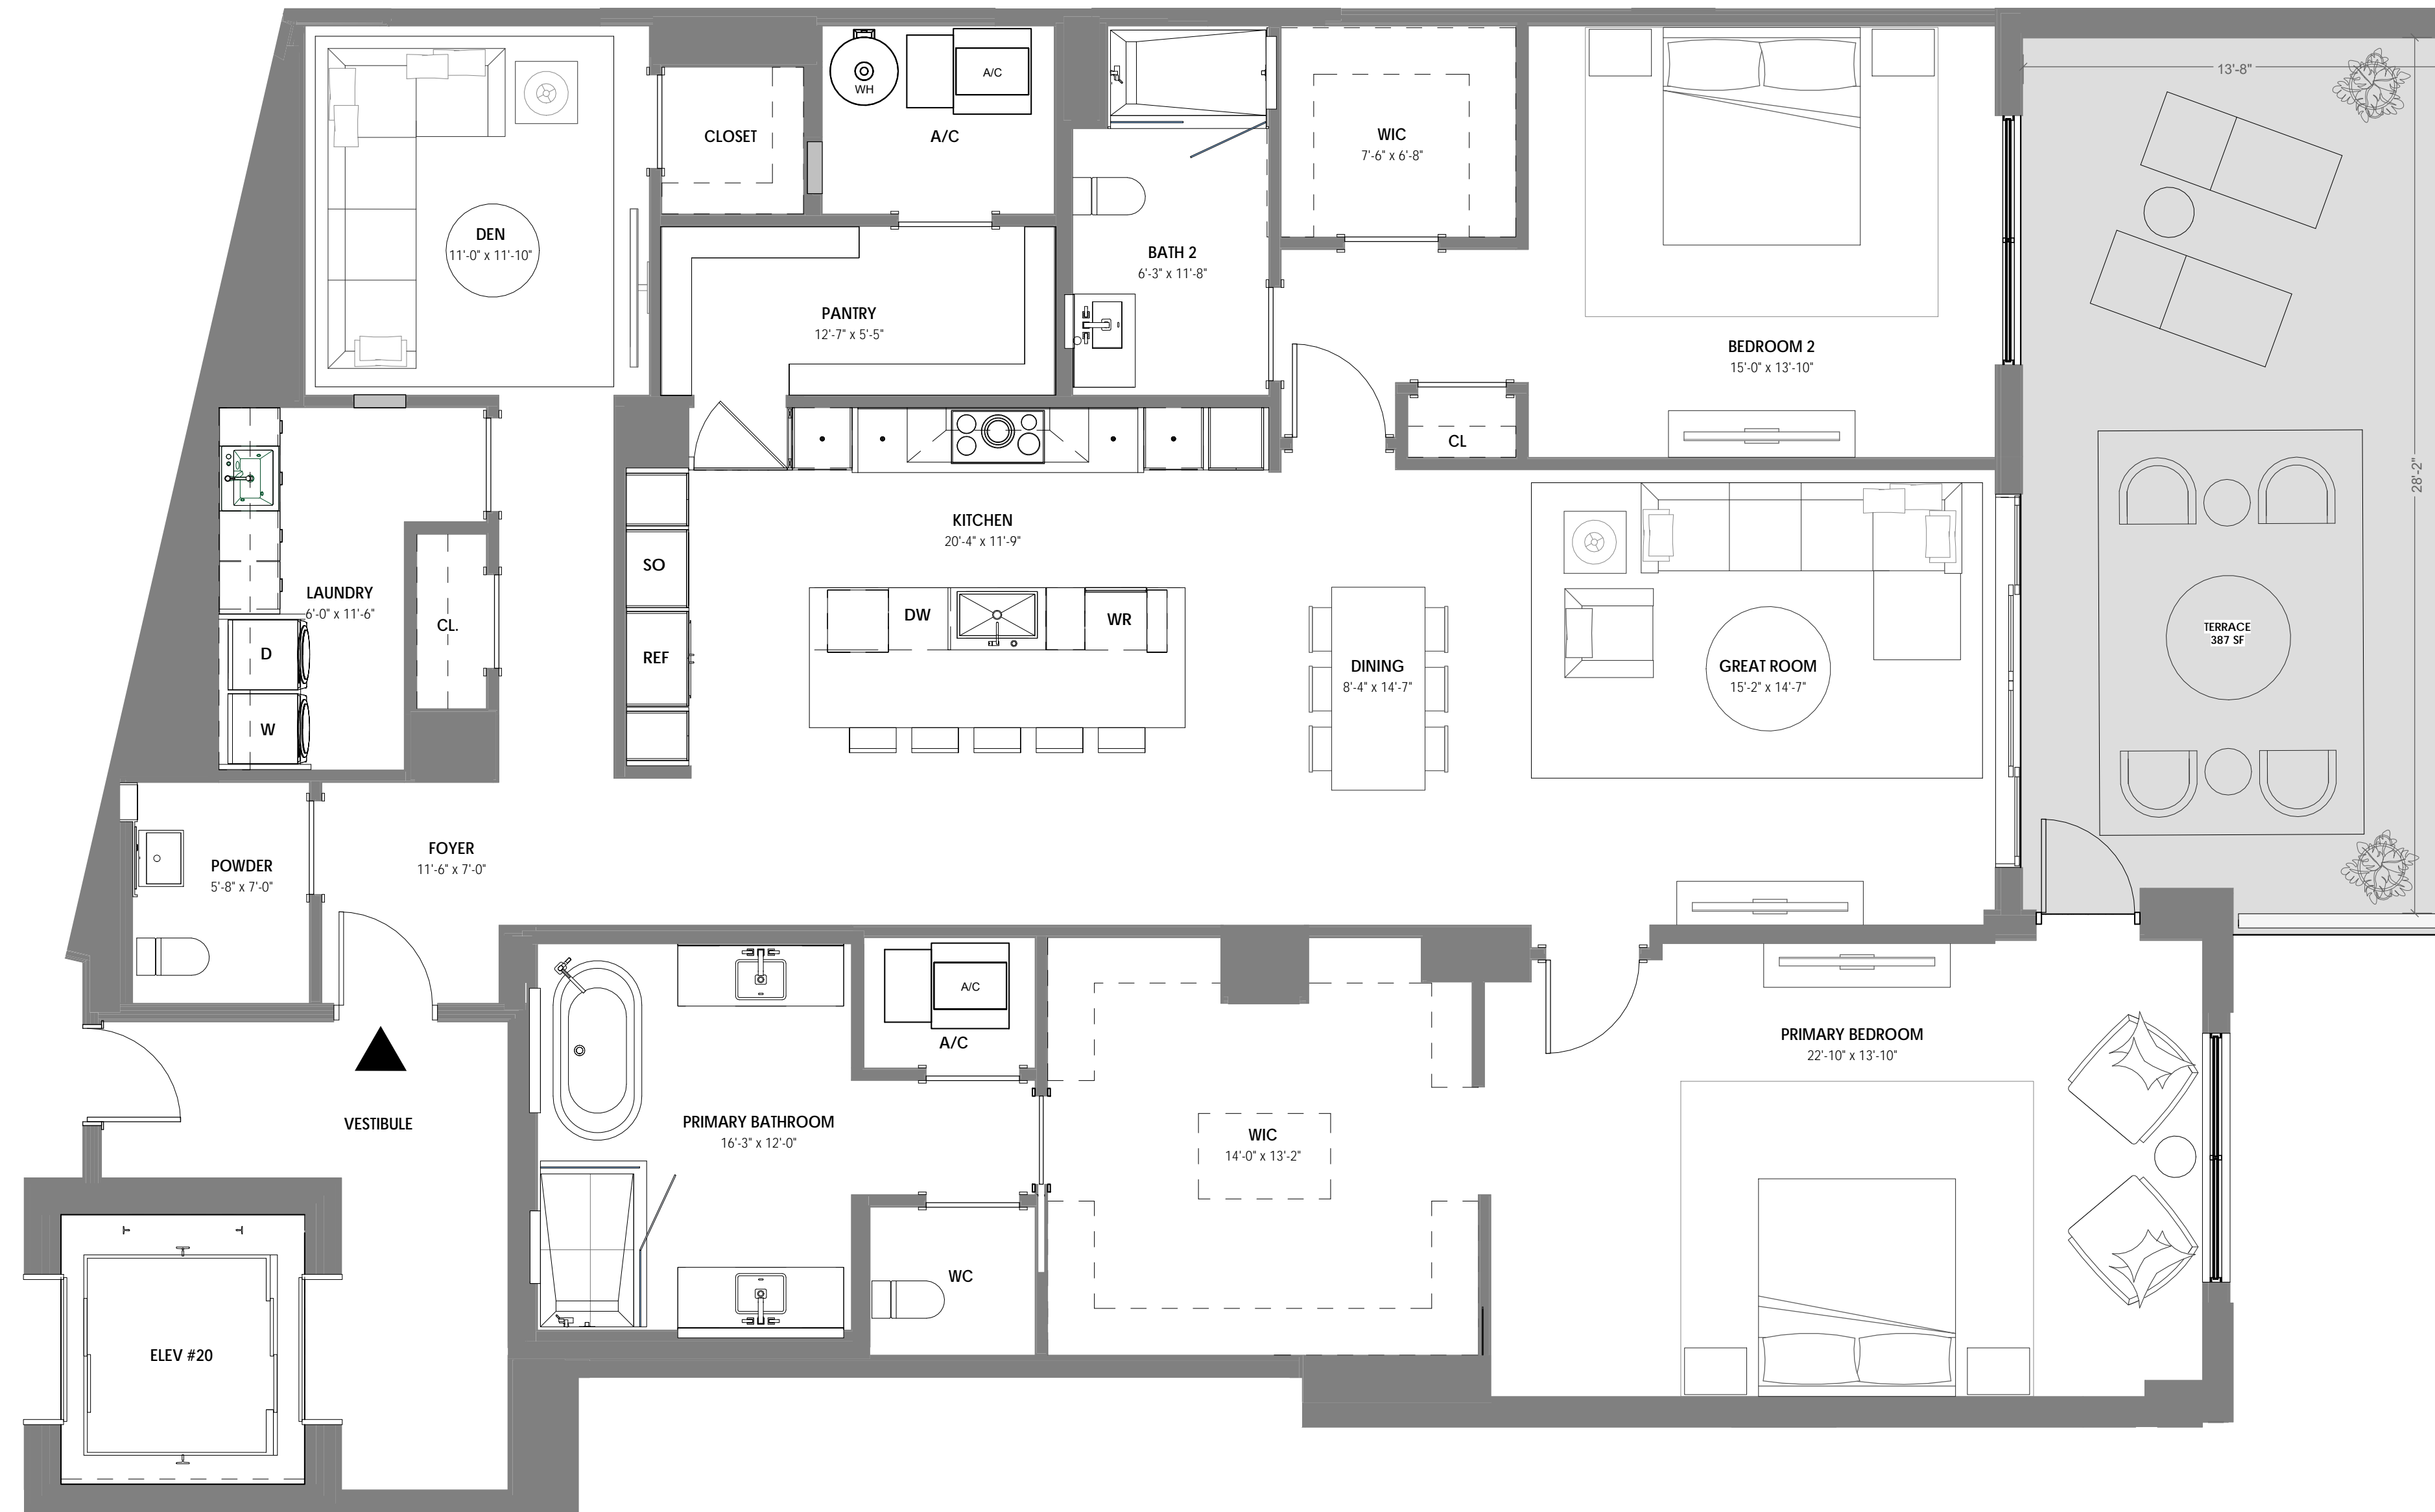 13'-8"
WH
A/C
CLOSET
A/C
WIC
7'-6" x 6'-8"
DEN
11'-0" x 11'-10"
BATH 2
6'-3" x 11'-8"
PANTRY
12'-7" x 5'-5"
BEDROOM 2
15'-0" x 13'-10"
CL
28'-2"
KITCHEN
20'-4" x 11'-9"
SO
LAUNDRY
6'-0" x 11'-6"
CL.
DW
WR
TERRACE
387 SF
D
REF
DINING
8'-4" x 14'-7"
GREAT ROOM
15'-2" x 14'-7"
W
FOYER
11'-6" x 7'-0"
POWDER
5'-8" x 7'-0"
A/C
A/C
PRIMARY BEDROOM
22'-10" x 13'-10"
VESTIBULE
PRIMARY BATHROOM
16'-3" x 12'-0"
WIC
14'-0" x 13'-2"
WC
ELEV #20